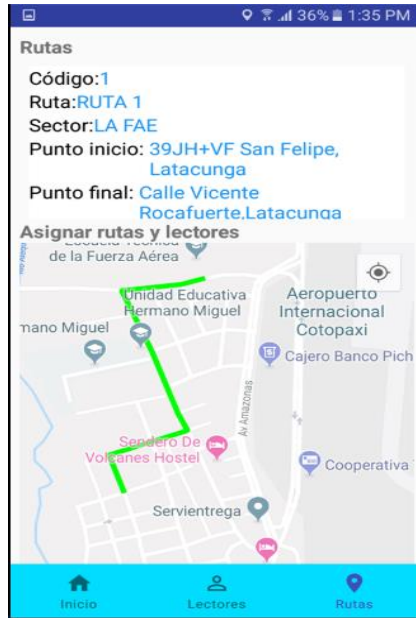 36% 1:35 PM
Rutas
Código:1
Ruta:RUTA 1
Sector:LA FAE
Punto inicio: 39JH+VF San Felipe,
Latacunga
Punto final: Calle Vicente
Rocafuerte,Latacunga
Asignar rutas y lectores
Escuela Técnica
de la Fuerza Aérea
Unidad Educativa
Hermano Miguel
mano Miguel
Aeropuerto
Internacional
Cotopaxi
Cajero Banco Pich
Av Amazonas
Sendero De
Volcanes Hostel
Cooperativa
Servientrega
Inicio
Lectores
Rutas